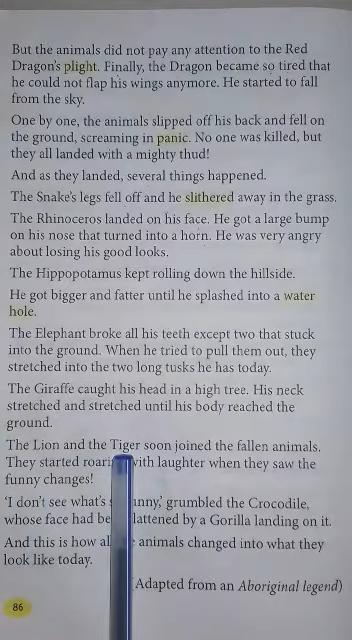 But the animals did not pay any attention to the Red
Dragon's plight. Finally, the Dragon became so tired that
he could not flap his wings anymore. He started to fall
from the sky.
One by one, the animals slipped off his back and fell on
the ground, screaming in panic. No one was killed, but
they all landed with a mighty thud!
And as they landed, several things happened.
The Snake's legs fell off and he slithered away in the grass.
The Rhinoceros landed on his face. He got a large bump
on his nose that turned into a horn. He was very angry
about losing his good looks.
The Hippopotamus kept rolling down the hillside.
He got bigger and fatter until he splashed into a water
hole.
The Elephant broke all his teeth except two that stuck
into the ground. When he tried to pull them out, they
stretched into the two long tusks he has today.
The Giraffe caught his head in a high tree. His neck
stretched and stretched until his body reached the
ground.
The Lion and the Tiger soon joined the fallen animals.
They started roari with laughter when they saw the
funny changes!
'I don't see what's unny,' grumbled the Crocodile,
whose face had be lattened by a Gorilla landing on it.
And this is how al animals changed into what they
look like today.
(Adapted from an Aboriginal legend)
86